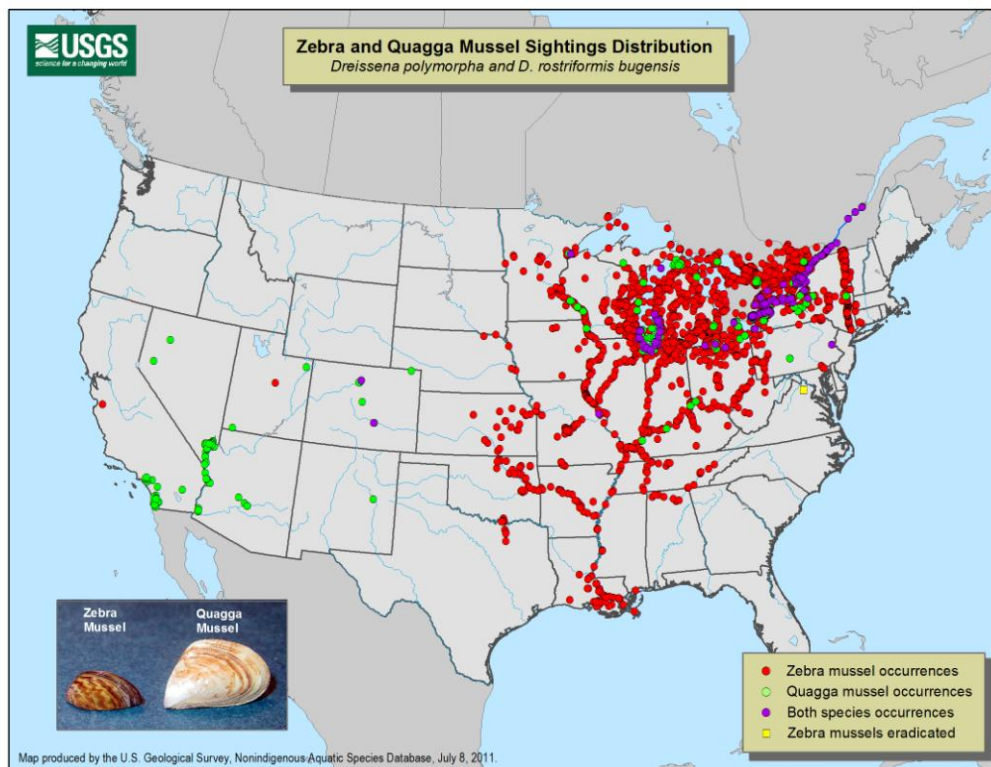 USGS
science for a changing world
Zebra and Quagga Mussel Sightings Distribution
Dreissena polymorpha and D. rostriformis bugensis
Zebra Mussel
Quagga Mussel
Zebra mussel occurrences
Quagga mussel occurrences
Both species occurrences
Zebra mussels eradicated
Map produced by the U.S. Geological Survey, Nonindigenous Aquatic Species Database, July 8, 2011.